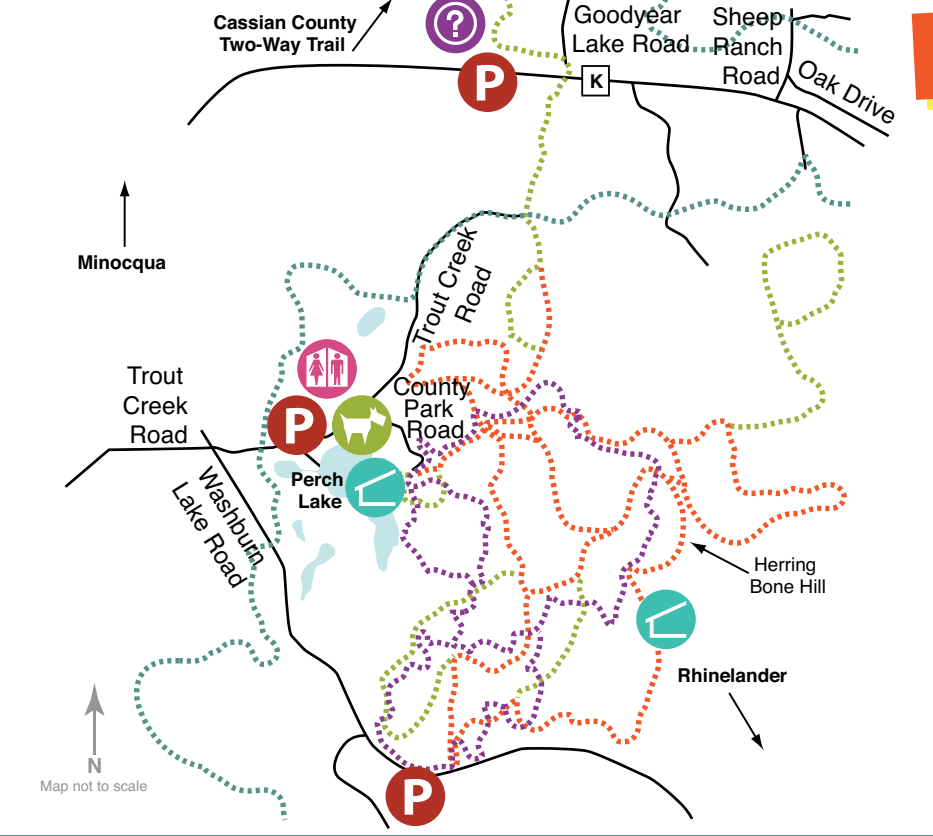 Cassian County
Two-Way Trail
?
P
Goodyear
Lake Road
K
Sheep
Ranch
Road
Oak Drive
Minocqua
Trout Creek
Road
Trout
Creek
Road
P
County
Park
Road
Perch
Lake
Washburn
Lake Road
Herring
Bone Hill
Rhinelander
N
Map not to scale
P